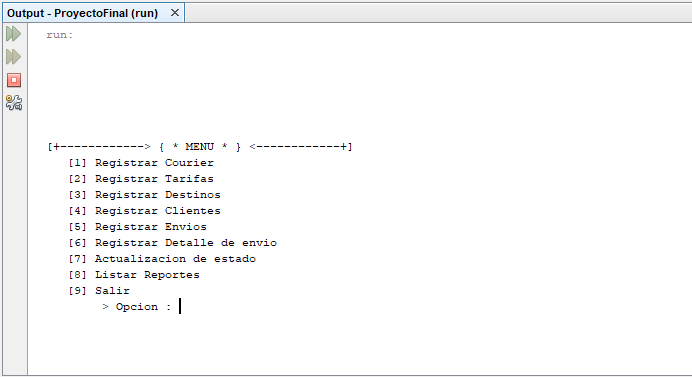 Output - ProyectoFinal (run) ×
run:
[+------------> { * MENU * } <------------+]
[1] Registrar Courier
[2] Registrar Tarifas
[3] Registrar Destinos
[4] Registrar Clientes
[5] Registrar Envios
[6] Registrar Detalle de envio
[7] Actualizacion de estado
[8] Listar Reportes
[9] Salir
> Opcion :